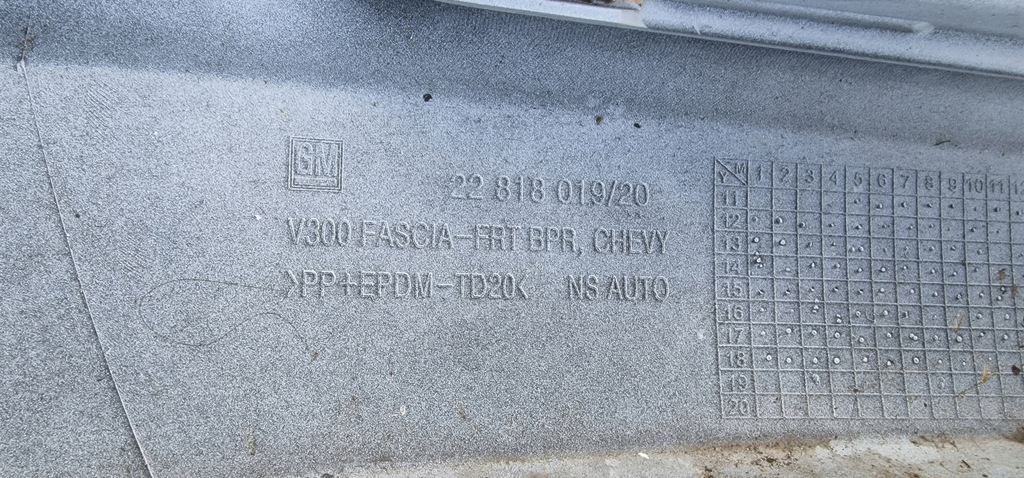 GM
22 818 019/20
V300 FASCIA-FRT BPR, CHEVY
>PP+EPDM-TD20< NS AUTO
Y M 1 2 3 4 5 6 7 8 9 10 11 12
11
12
13
14
15
16
17
18
19
20